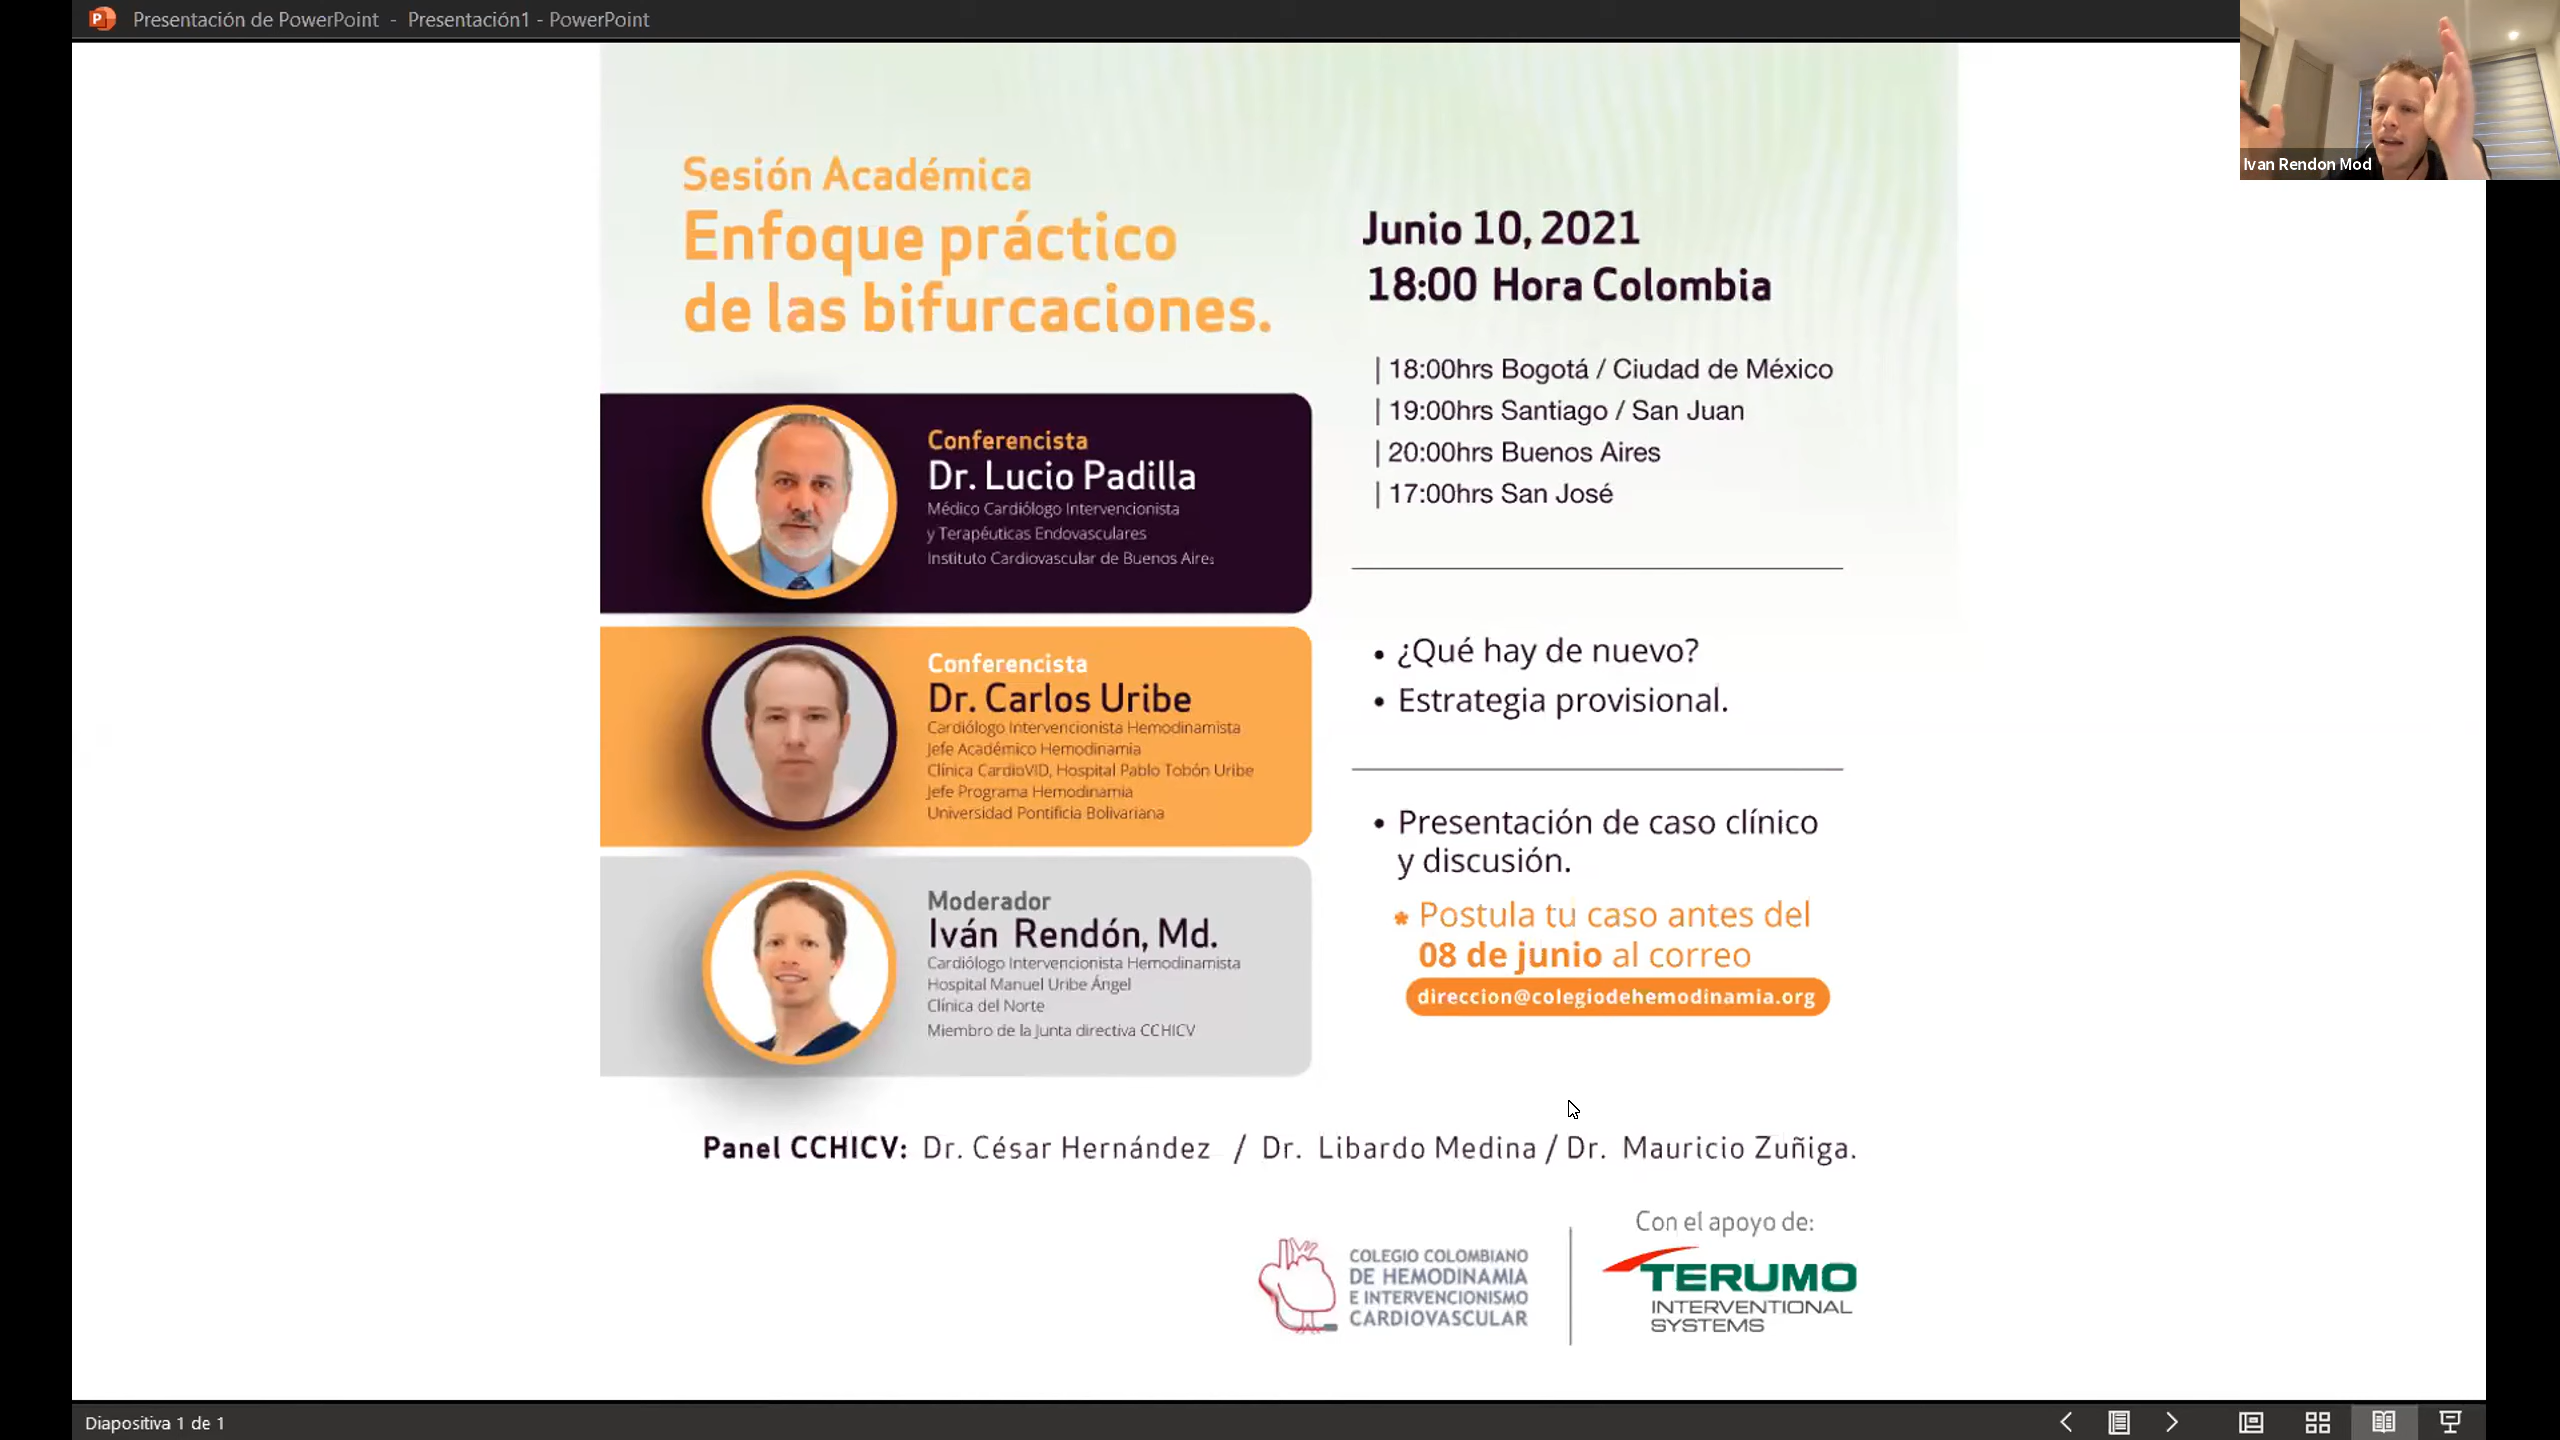 Presentación de PowerPoint - Presentación1 - PowerPoint
Ivan Rendon Mod
Sesión Académica
Enfoque práctico
de las bifurcaciones.
Junio 10, 2021
18:00 Hora Colombia
| 18:00hrs Bogotá / Ciudad de México
| 19:00hrs Santiago / San Juan
| 20:00hrs Buenos Aires
| 17:00hrs San José
Conferencista
Dr. Lucio Padilla
Médico Cardiólogo Intervencionista
y Terapéuticas Endovasculares
Instituto Cardiovascular de Buenos Aires
Conferencista
Dr. Carlos Uribe
Cardiólogo Intervencionista Hemodinamista
Jefe Académico Hemodinamia
Clínica CardioVID, Hospital Pablo Tobón Uribe
Jefe Programa Hemodinamia
Universidad Pontificia Bolivariana
Moderador
Iván Rendón, Md.
Cardiólogo Intervencionista Hemodinamista
Hospital Manuel Uribe Ángel
Clínica del Norte
Miembro de la Junta directiva CCHICV
• ¿Qué hay de nuevo?
• Estrategia provisional.
• Presentación de caso clínico
y discusión.
* Postula tu caso antes del
08 de junio al correo
direccion@colegiodehemodinamia.org
Panel CCHICV: Dr. César Hernández / Dr. Libardo Medina / Dr. Mauricio Zuñiga.
COLEGIO COLOMBIANO
DE HEMODINAMIA
E INTERVENCIONISMO
CARDIOVASCULAR
Con el apoyo de:
TERUMO
INTERVENTIONAL
SYSTEMS
Diapositiva 1 de 1